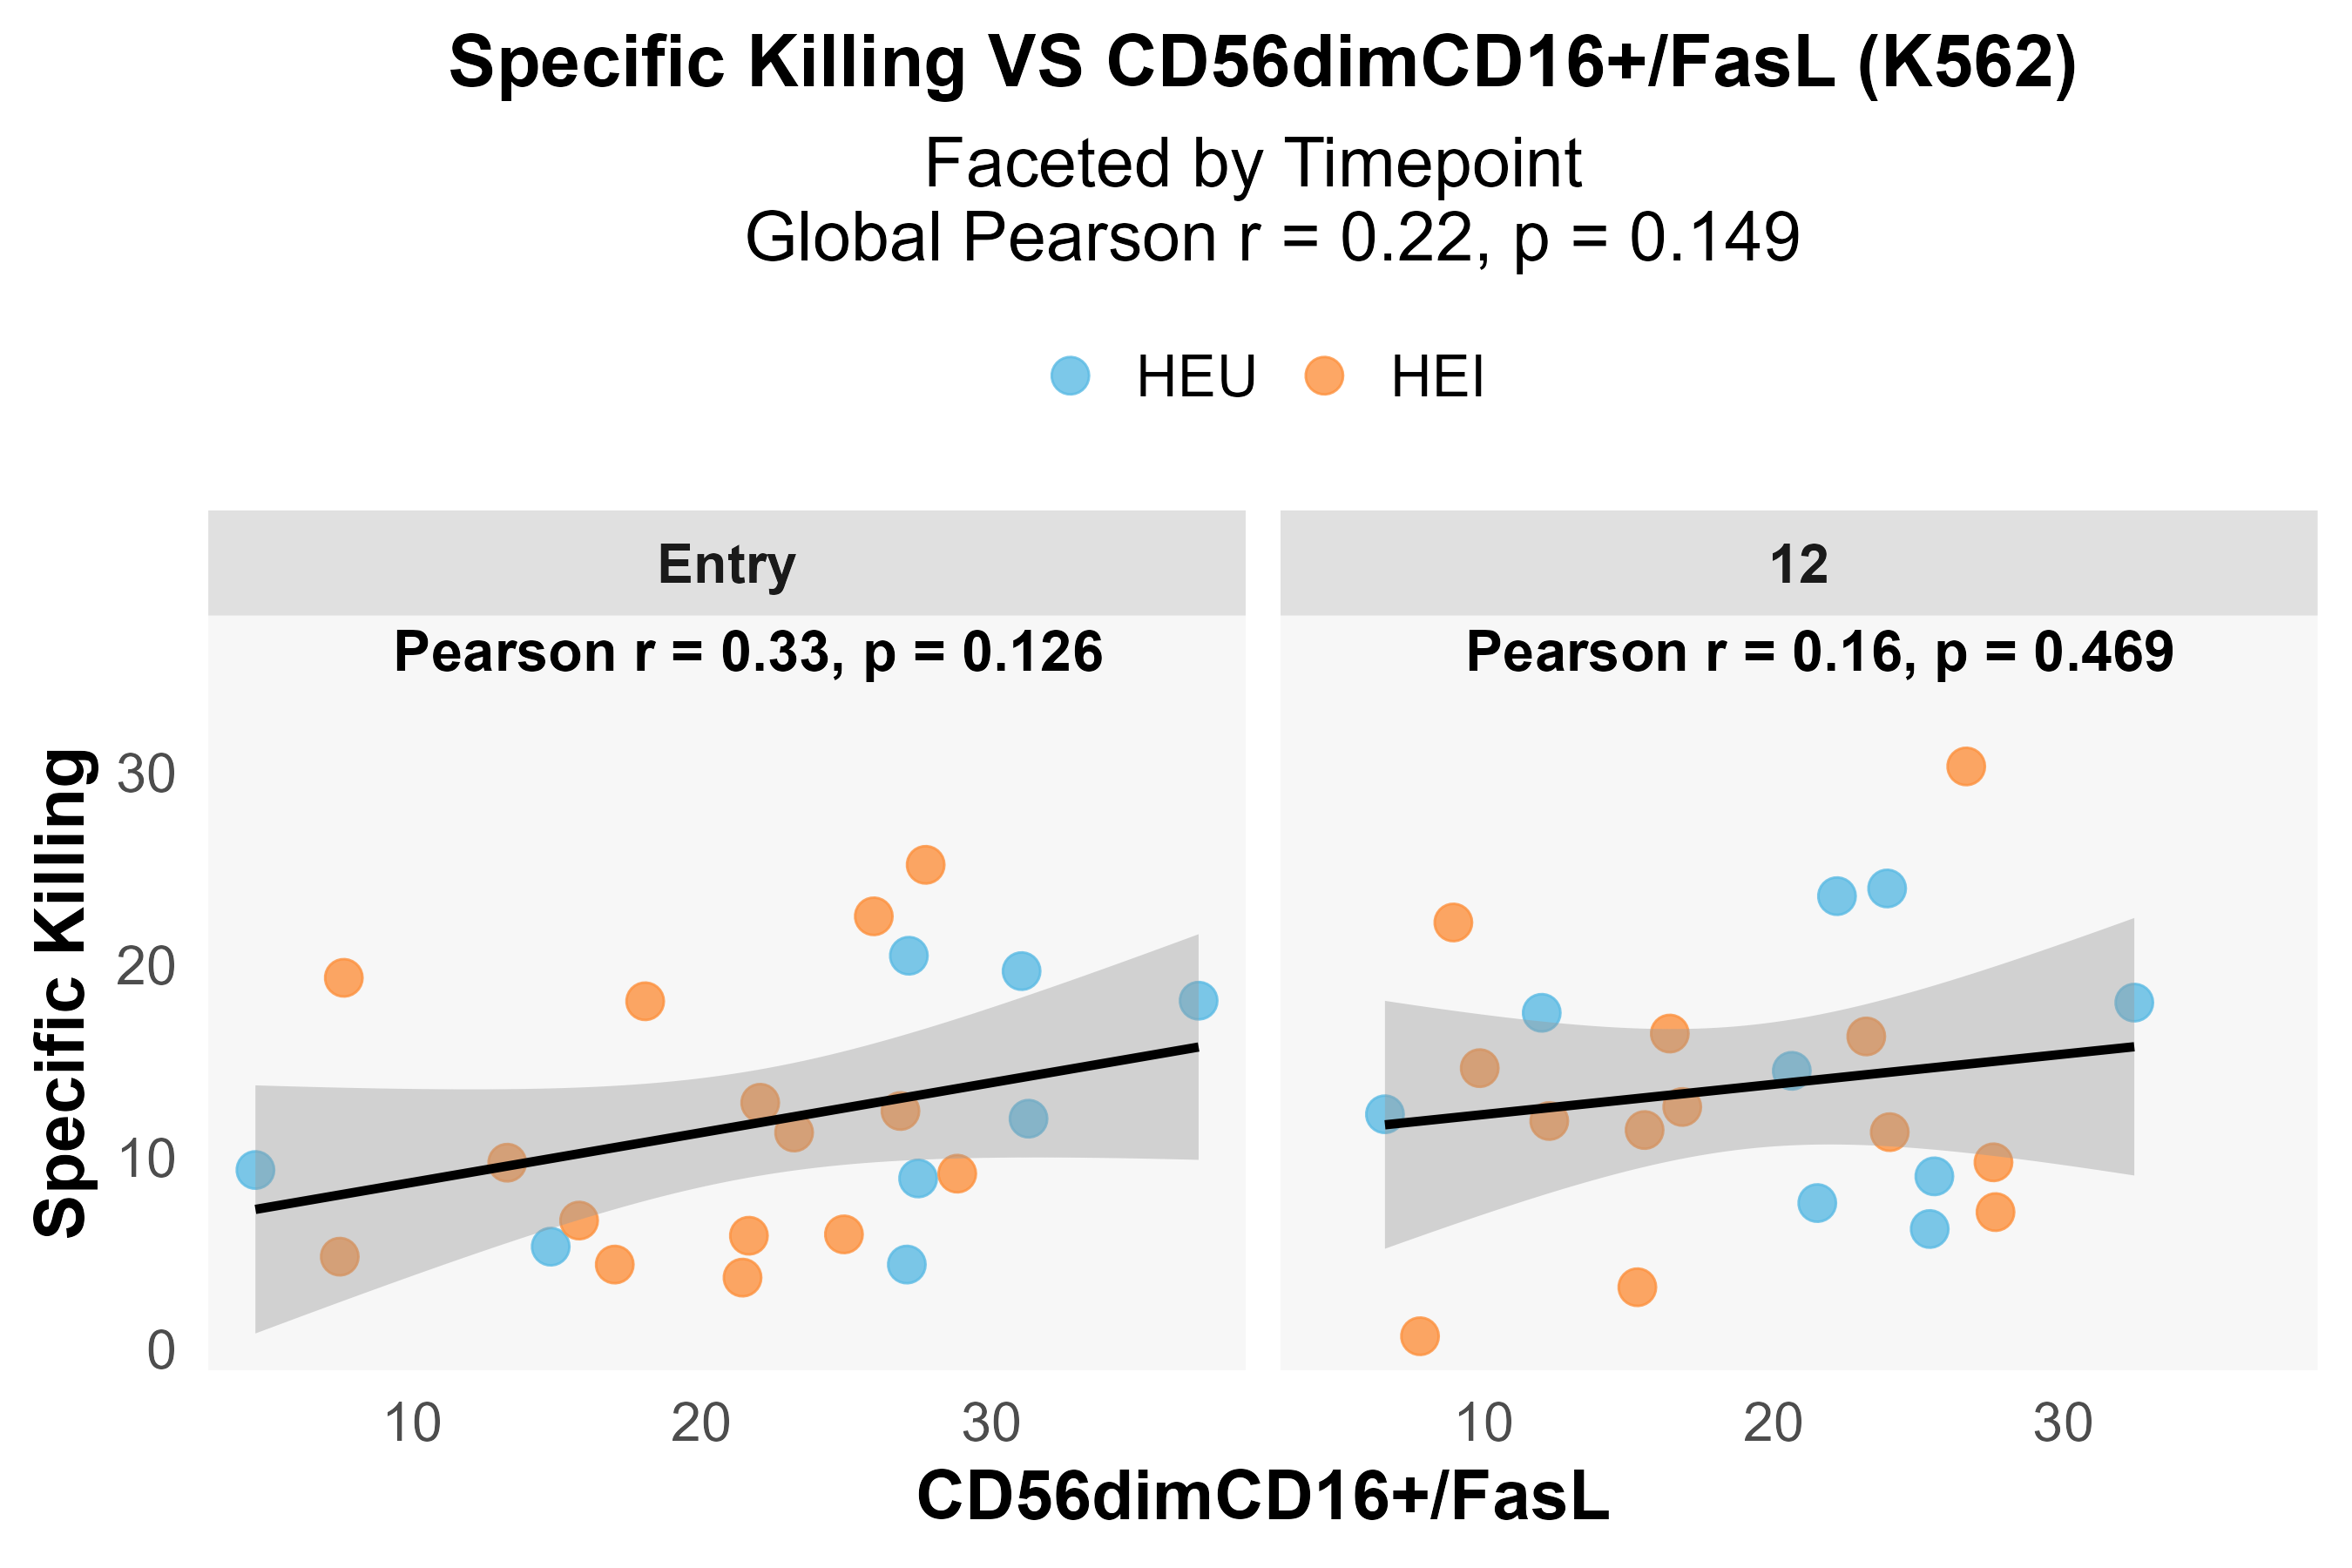 Specific Killing VS CD56dimCD16+/FasL (K562)
Faceted by Timepoint
Global Pearson r = 0.22, p = 0.149
HEU HEI
Entry 12
Pearson r = 0.33, p = 0.126 Pearson r = 0.16, p = 0.469
Specific Killing
30
20
10
0
10 20 30 10 20 30
CD56dimCD16+/FasL